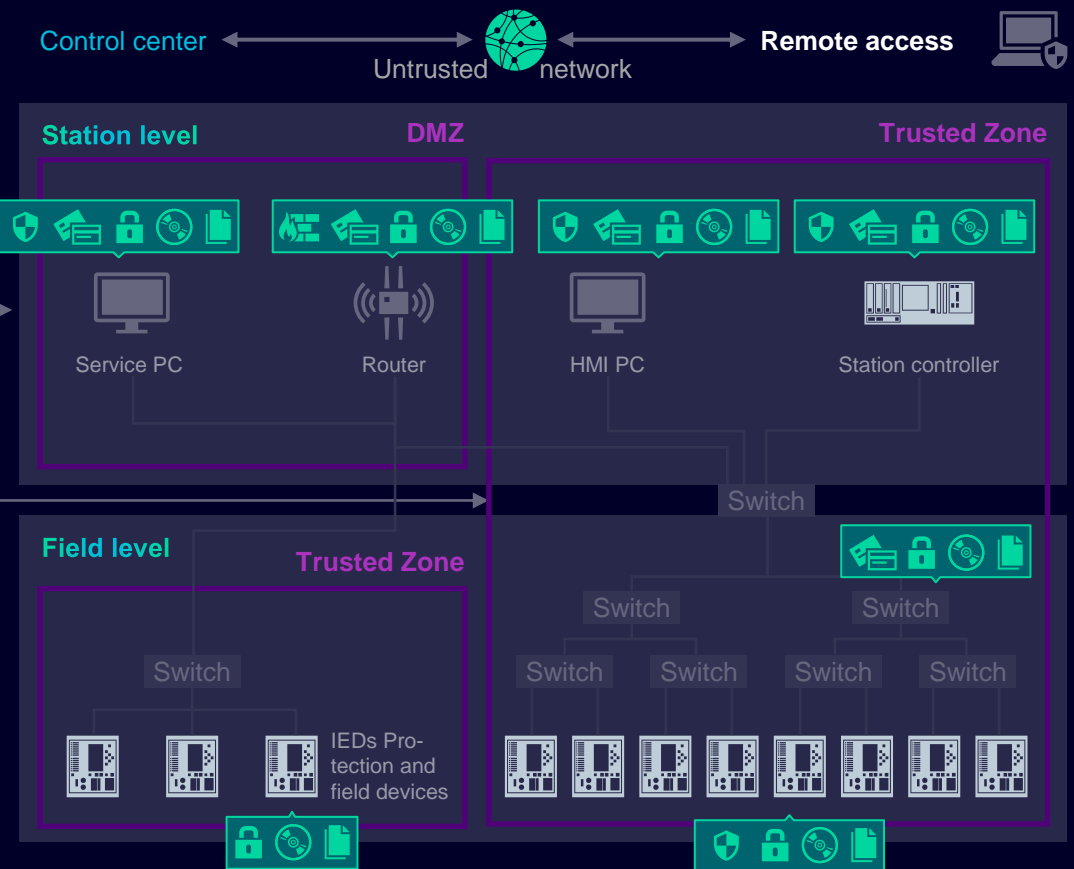 Control center
Untrusted network
Remote access
Station level
DMZ
Trusted Zone
Service PC
Router
HMI PC
Station controller
Switch
Field level
Trusted Zone
Switch
Switch
Switch
Switch
Switch
Switch
Switch
IEDs Pro-
tection and
field devices